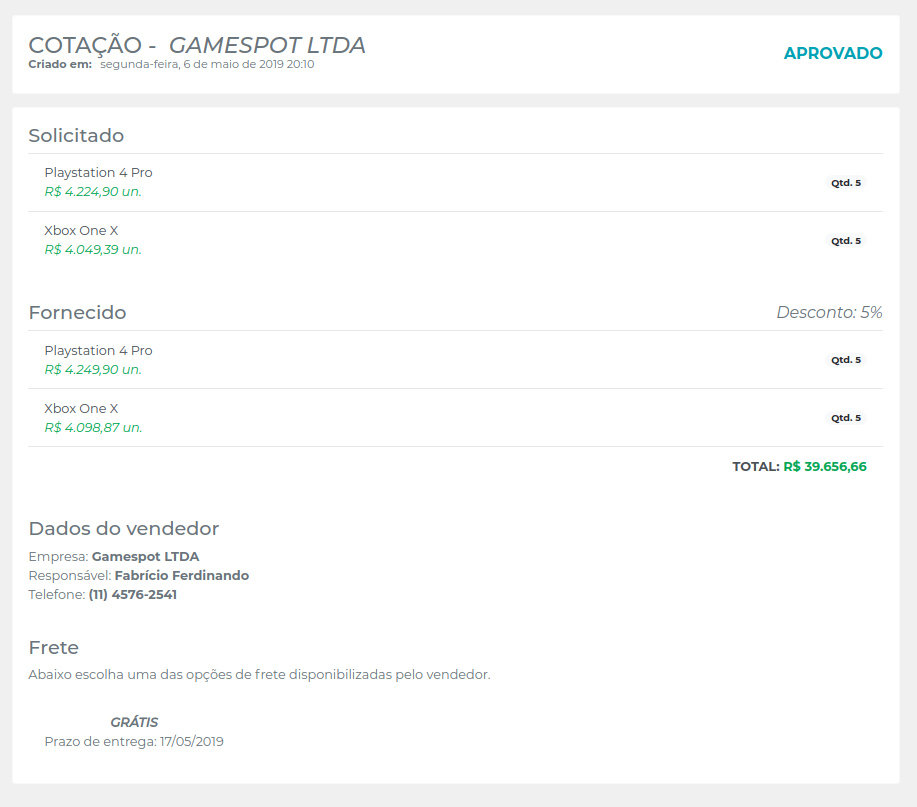 COTAÇÃO - GAMESPOT LTDA
Criado em: segunda-feira, 6 de maio de 2019 20:10
APROVADO
Solicitado
Playstation 4 Pro
R$ 4.224,90 un.
Qtd. 5
Xbox One X
R$ 4.049,39 un.
Qtd. 5
Fornecido
Desconto: 5%
Playstation 4 Pro
R$ 4.249,90 un.
Qtd. 5
Xbox One X
R$ 4.098,87 un.
Qtd. 5
TOTAL: R$ 39.656,66
Dados do vendedor
Empresa: Gamespot LTDA
Responsável: Fabrício Ferdinando
Telefone: (11) 4576-2541
Frete
Abaixo escolha uma das opções de frete disponibilizadas pelo vendedor.
GRÁTIS
Prazo de entrega: 17/05/2019